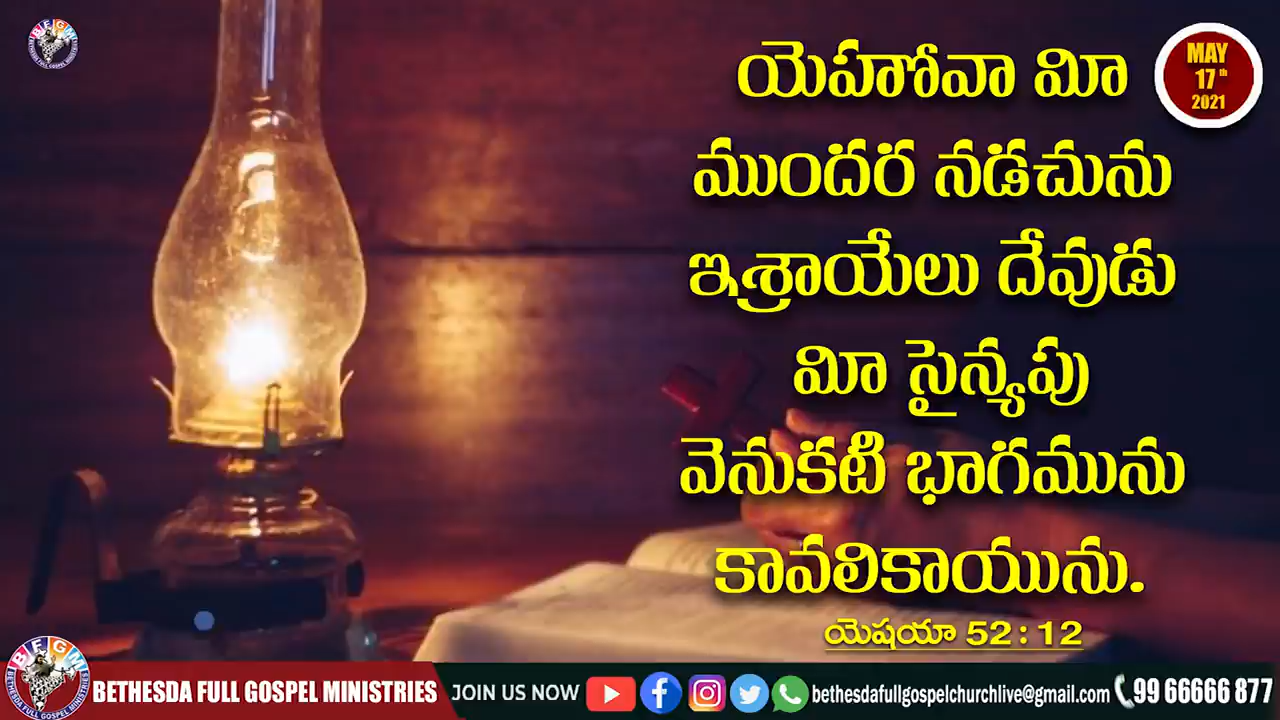 యెహోవా మీ
ముందర నడచును
ఇశ్రాయేలు దేవుడు
మీ సైన్యపు
వెనుకటి భాగమును
కావలికాయును.
యెషయా 52 : 12
MAY
17th
2021
BFGM
BETHESDA FULL GOSPEL MINISTRIES
JOIN US NOW
bethesdafullgospelchurchlive@gmail.com
99 66666 877